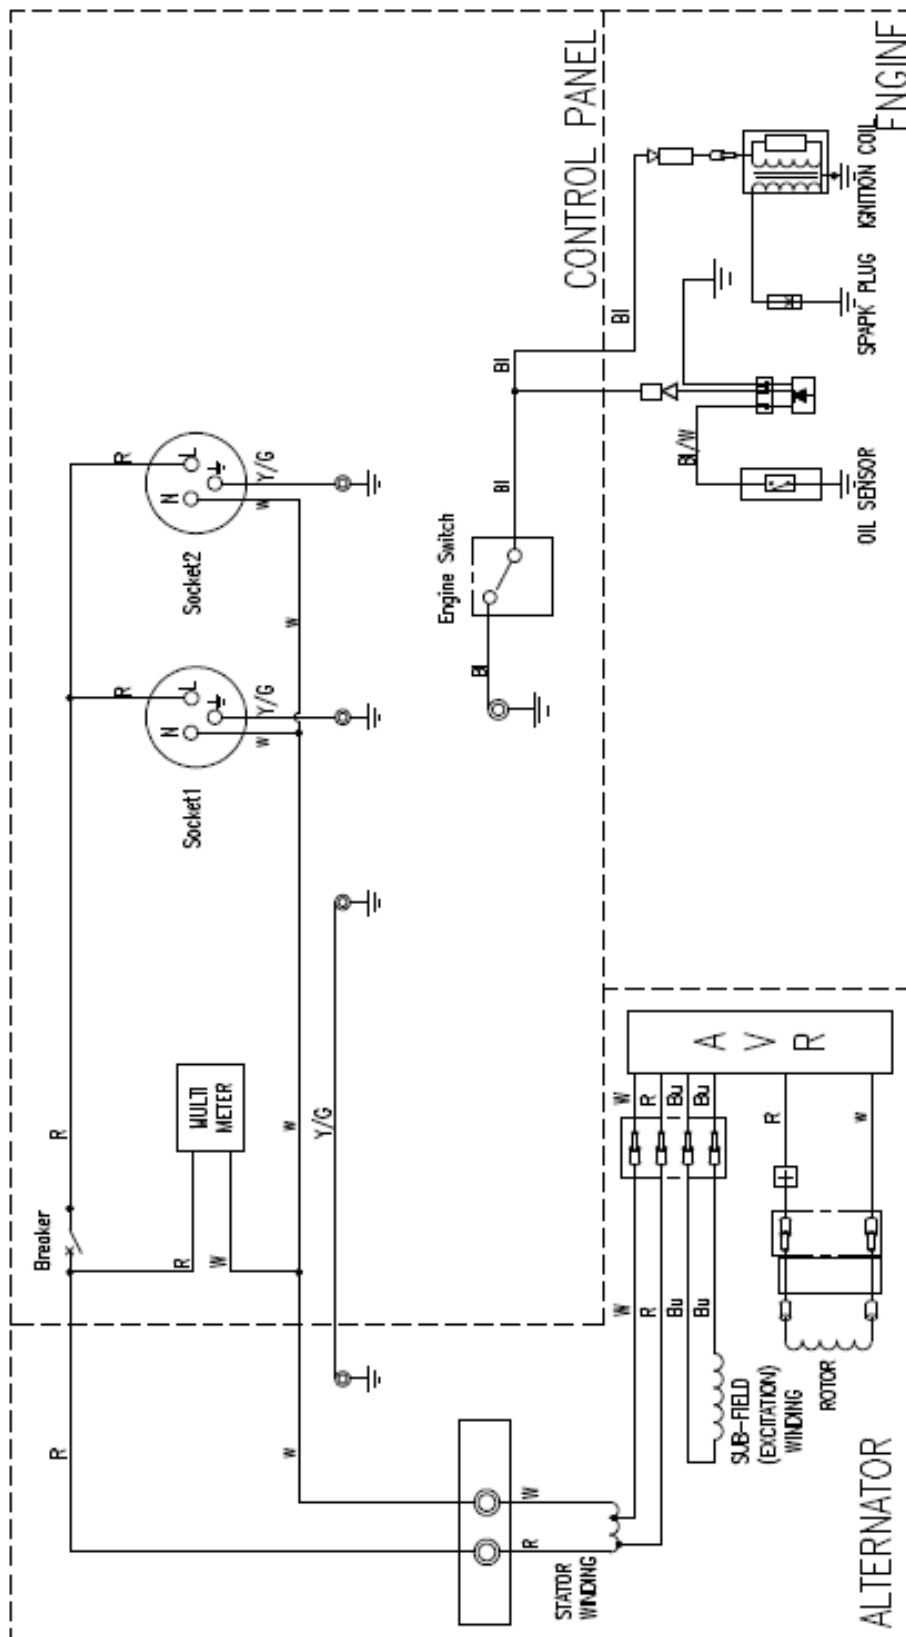 Breaker
R
R
R
R
N
L
N
L
Socket1
Socket2
R
W
MULTI
METER
w
Y/G
w
Y/G
w
w
w
Y/G
Engine Switch
Bl
Bl
Bl
Bl
CONTROL PANEL
R
W
STATOR
WINDING
W
R
Bu
Bu
W
R
Bu
Bu
Bl/W
A
V
R
R
w
SUB-FIELD
(EXCITATION)
WINDING
ROTOR
OIL SENSOR
SPAPK PLUG
IGNITION COIL
ALTERNATOR
ENGINE